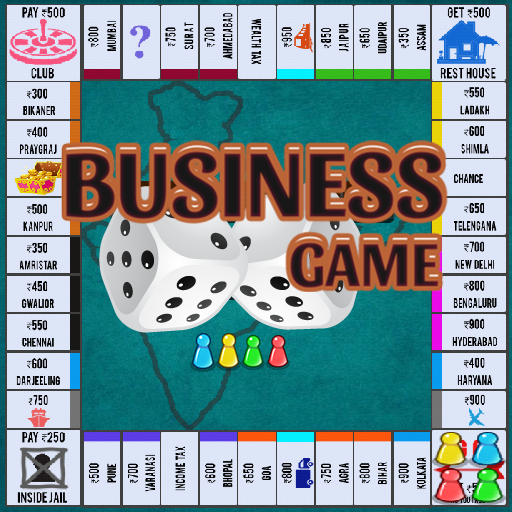 PAY ₹500
CLUB
₹800
MUMBAI
?
₹750
SURAT
₹700
AHMEDABAD
WEALTH TAX
₹950
₹850
JAIPUR
₹650
UDAIPUR
₹350
ASSAM
GET ₹500
REST HOUSE
₹300
BIKANER
₹400
PRAYGRAJ
₹500
KANPUR
₹350
AMRISTAR
₹450
GWALIOR
₹550
CHENNAI
₹600
DARJEELING
₹750
BUSINESS
GAME
₹550
LADAKH
₹600
SHIMLA
CHANCE
₹650
TELENGANA
₹700
NEW DELHI
₹800
BENGALURU
₹900
HYDERABAD
₹400
HARYANA
₹900
PAY ₹250
INSIDE JAIL
₹500
PUNE
₹700
VARANASI
INCOME TAX
₹600
BHOPAL
₹650
GOA
₹800
₹750
AGRA
₹800
BIHAR
₹800
KOLKATA